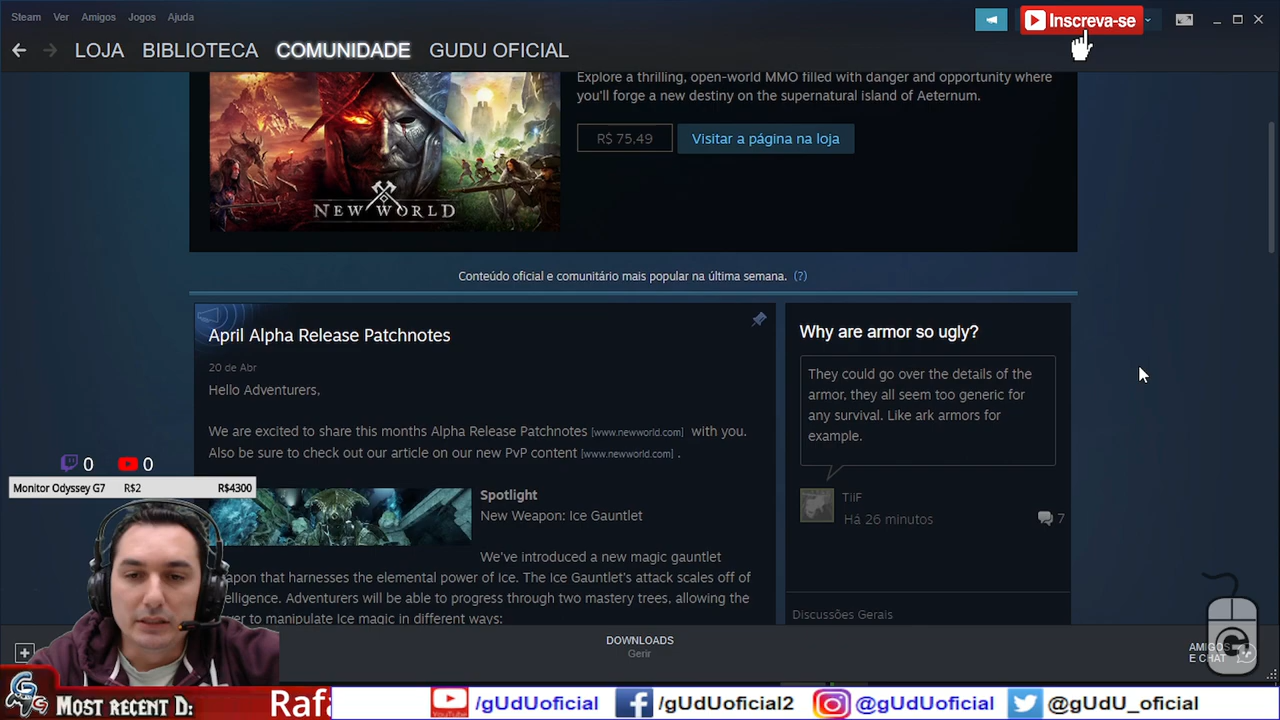 Steam Ver Amigos Jogos Ajuda
Inscreva-se
LOJA BIBLIOTECA COMUNIDADE GUDU OFICIAL
Explore a thrilling, open-world MMO filled with danger and opportunity where
you'll forge a new destiny on the supernatural island of Aeternum.
R$ 75.49 Visitar a página na loja
NEW WORLD
Conteúdo oficial e comunitário mais popular na última semana. (?)
April Alpha Release Patchnotes
20 de Abr
Hello Adventurers,
We are excited to share this months Alpha Release Patchnotes [www.newworld.com] with you.
Also be sure to check out our article on our new PvP content [www.newworld.com] .
Spotlight
New Weapon: Ice Gauntlet
We've introduced a new magic gauntlet
apon that harnesses the elemental power of Ice. The Ice Gauntlet's attack scales off of
elligence. Adventurers will be able to progress through two mastery trees, allowing the
yer to manipulate Ice magic in different ways:
Why are armor so ugly?
They could go over the details of the
armor, they all seem too generic for
any survival. Like ark armors for
example.
TiiF
Há 26 minutos 7
Discussões Gerais
0 0
Monitor Odyssey G7 R$2 R$4300
DOWNLOADS
Gerir
AMIGOS
E CHAT
MOST RECENT D: Rafa
YouTube /gUdUoficial /gUdUoficial2 @gUdUoficial @gUdU_oficial